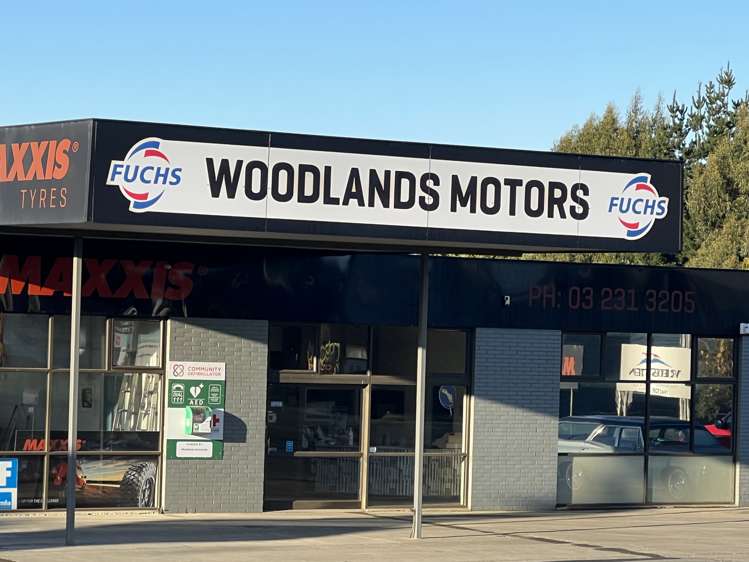 MAXXIS®
TYRES
FUCHS
WOODLANDS MOTORS
FUCHS
MAXXIS®
PH: 03 231 3205
COMMUNITY
DEFIBRILLATOR
AED
MAXXIS
F
M